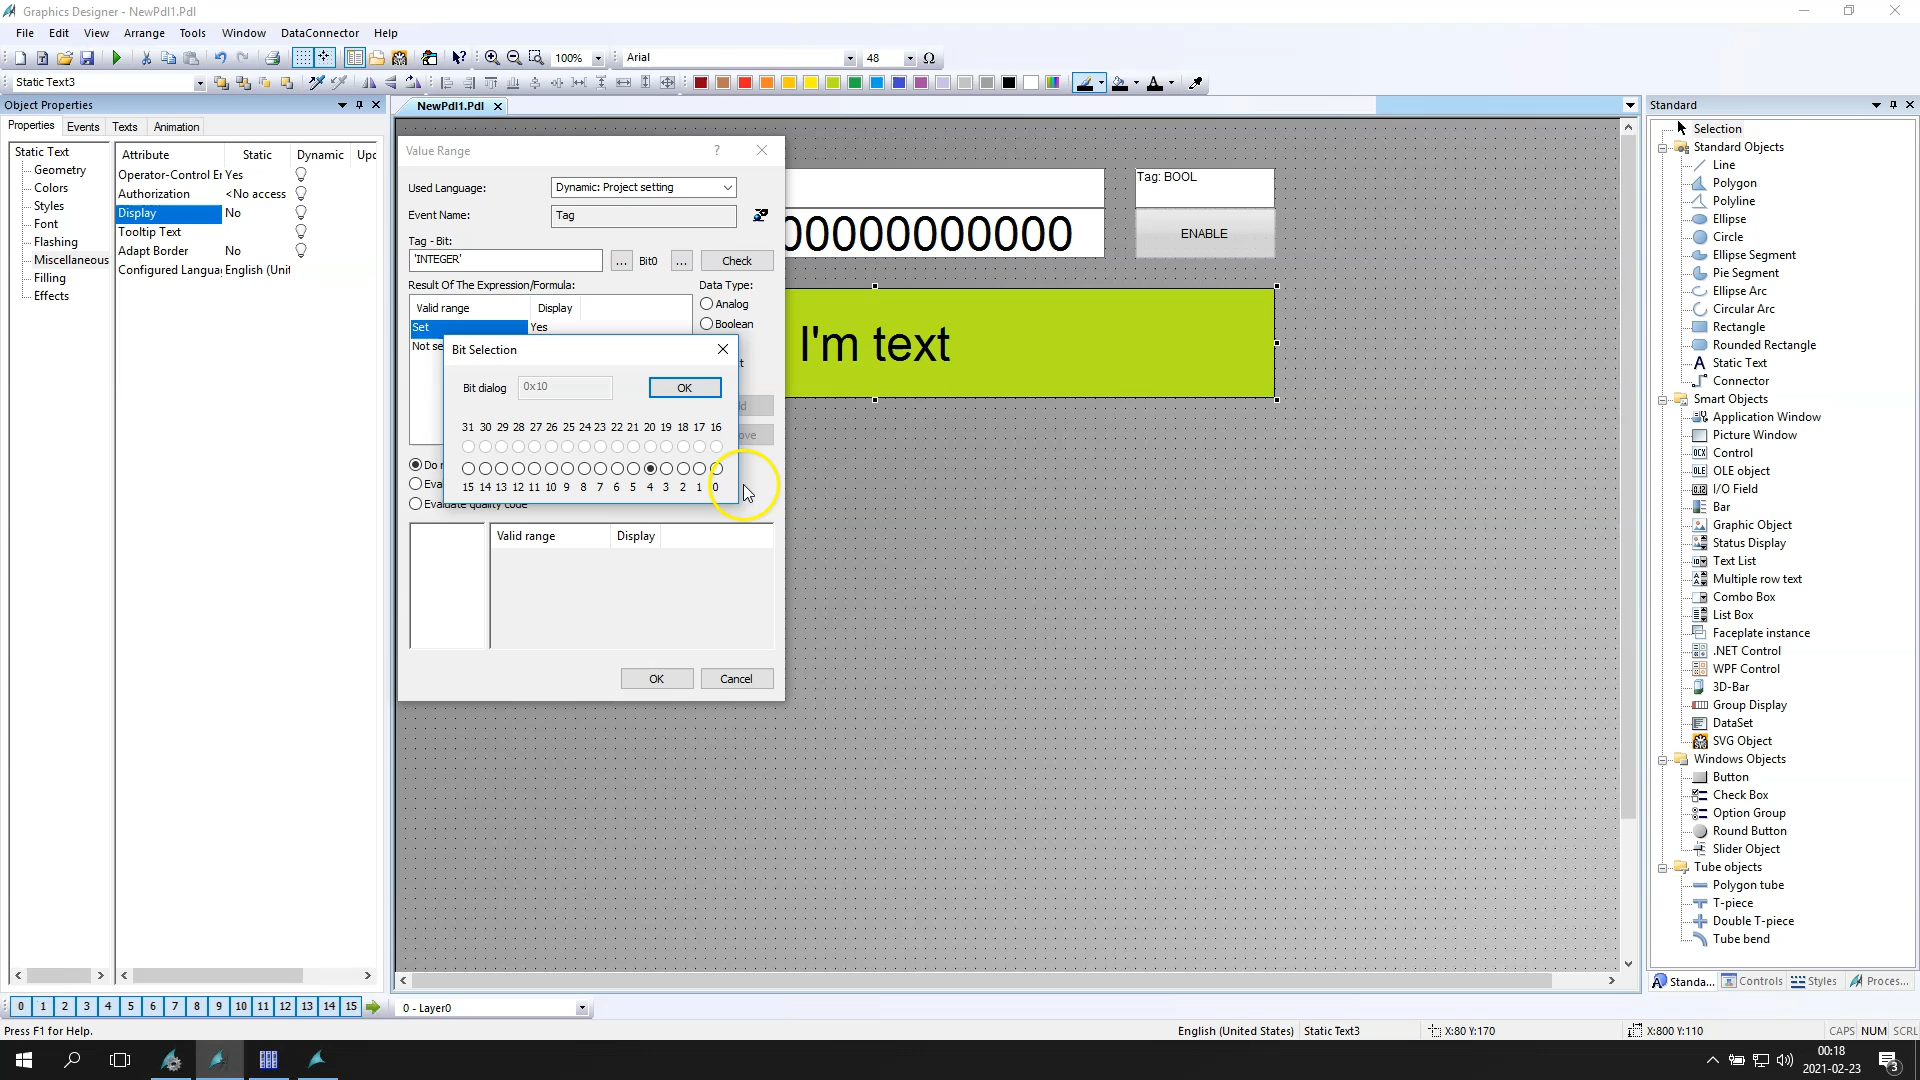 Graphics Designer - NewPdl1.Pdl
File Edit View Arrange Tools Window DataConnector Help
100% Arial 48 Ω
Static Text3
Object Properties
NewPdl1.Pdl
Standard
Properties Events Texts Animation
Static Text
Geometry
Colors
Styles
Font
Flashing
Miscellaneous
Filling
Effects
Attribute Static Dynamic Upc
Operator-Control Er Yes
Authorization <No access
Display No
Tooltip Text
Adapt Border No
Configured Languag English (Unit
Value Range ?
Used Language: Dynamic: Project setting
Event Name: Tag
Tag - Bit:
'INTEGER' ... Bit0 ... Check
Result Of The Expression/Formula: Data Type:
Valid range Display Analog
Set Yes Boolean
Not se
Bit Selection
Bit dialog 0x10 OK
31 30 29 28 27 26 25 24 23 22 21 20 19 18 17 16
15 14 13 12 11 10 9 8 7 6 5 4 3 2 1 0
Evaluate quality code
Valid range Display
OK Cancel
Tag: BOOL
00000000000
ENABLE
I'm text
Selection
Standard Objects
Line
Polygon
Polyline
Ellipse
Circle
Ellipse Segment
Pie Segment
Ellipse Arc
Circular Arc
Rectangle
Rounded Rectangle
Static Text
Connector
Smart Objects
Application Window
Picture Window
Control
OLE object
I/O Field
Bar
Graphic Object
Status Display
Text List
Multiple row text
Combo Box
List Box
Faceplate instance
.NET Control
WPF Control
3D-Bar
Group Display
DataSet
SVG Object
Windows Objects
Button
Check Box
Option Group
Round Button
Slider Object
Tube objects
Polygon tube
T-piece
Double T-piece
Tube bend
Standa... Controls Styles Proces...
0 1 2 3 4 5 6 7 8 9 10 11 12 13 14 15 0 - Layer0
Press F1 for Help. English (United States) Static Text3 X:80 Y:170 X:800 Y:110 CAPS NUM SCRL
00:18
2021-02-23
3